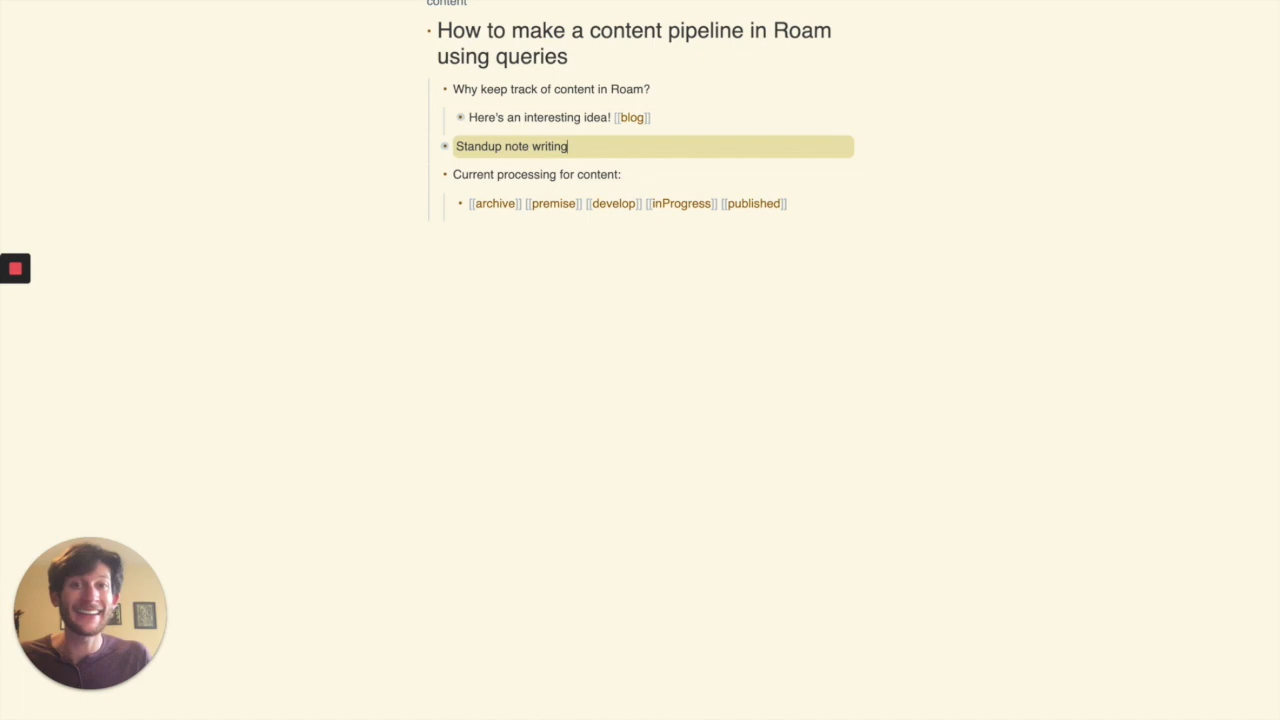 content
How to make a content pipeline in Roam
using queries
Why keep track of content in Roam?
Here's an interesting idea! [[blog]]
Standup note writing
Current processing for content:
[[archive]] [[premise]] [[develop]] [[inProgress]] [[published]]